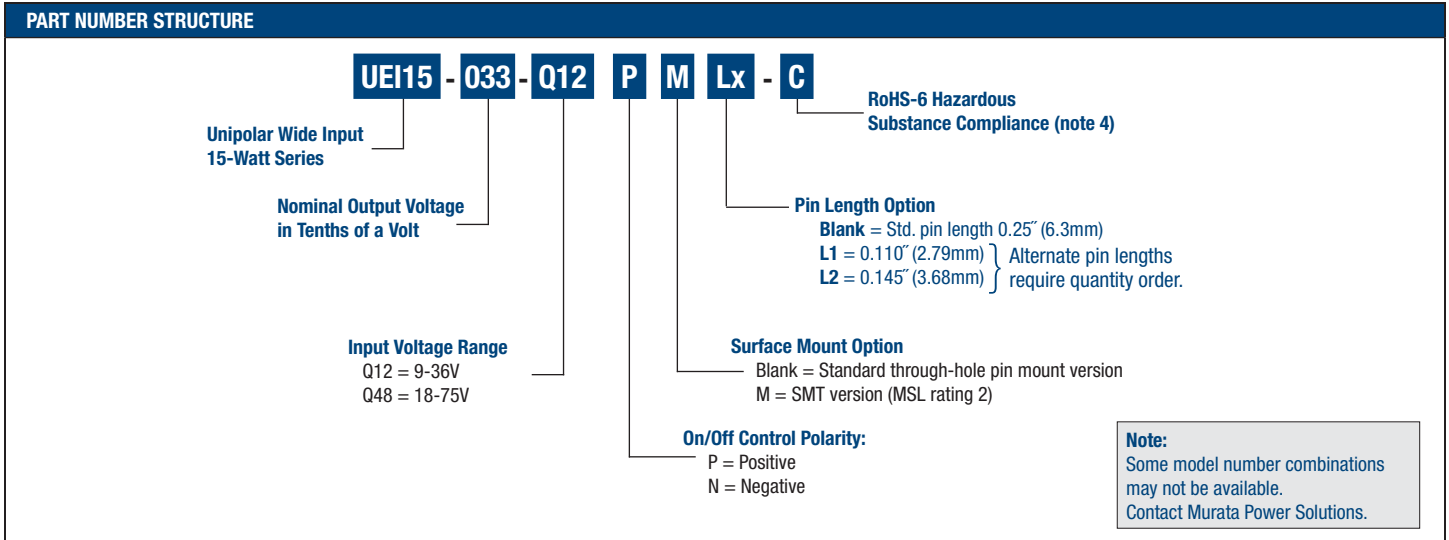 PART NUMBER STRUCTURE
UEI15 - 033 - Q12 P M Lx - C
RoHS-6 Hazardous
Substance Compliance (note 4)
Unipolar Wide Input
15-Watt Series
Nominal Output Voltage
in Tenths of a Volt
Pin Length Option
Blank = Std. pin length 0.25˝ (6.3mm)
L1 = 0.110˝ (2.79mm)
L2 = 0.145˝ (3.68mm)
Alternate pin lengths
require quantity order.
Input Voltage Range
Q12 = 9-36V
Q48 = 18-75V
Surface Mount Option
Blank = Standard through-hole pin mount version
M = SMT version (MSL rating 2)
On/Off Control Polarity:
P = Positive
N = Negative
Note:
Some model number combinations
may not be available.
Contact Murata Power Solutions.